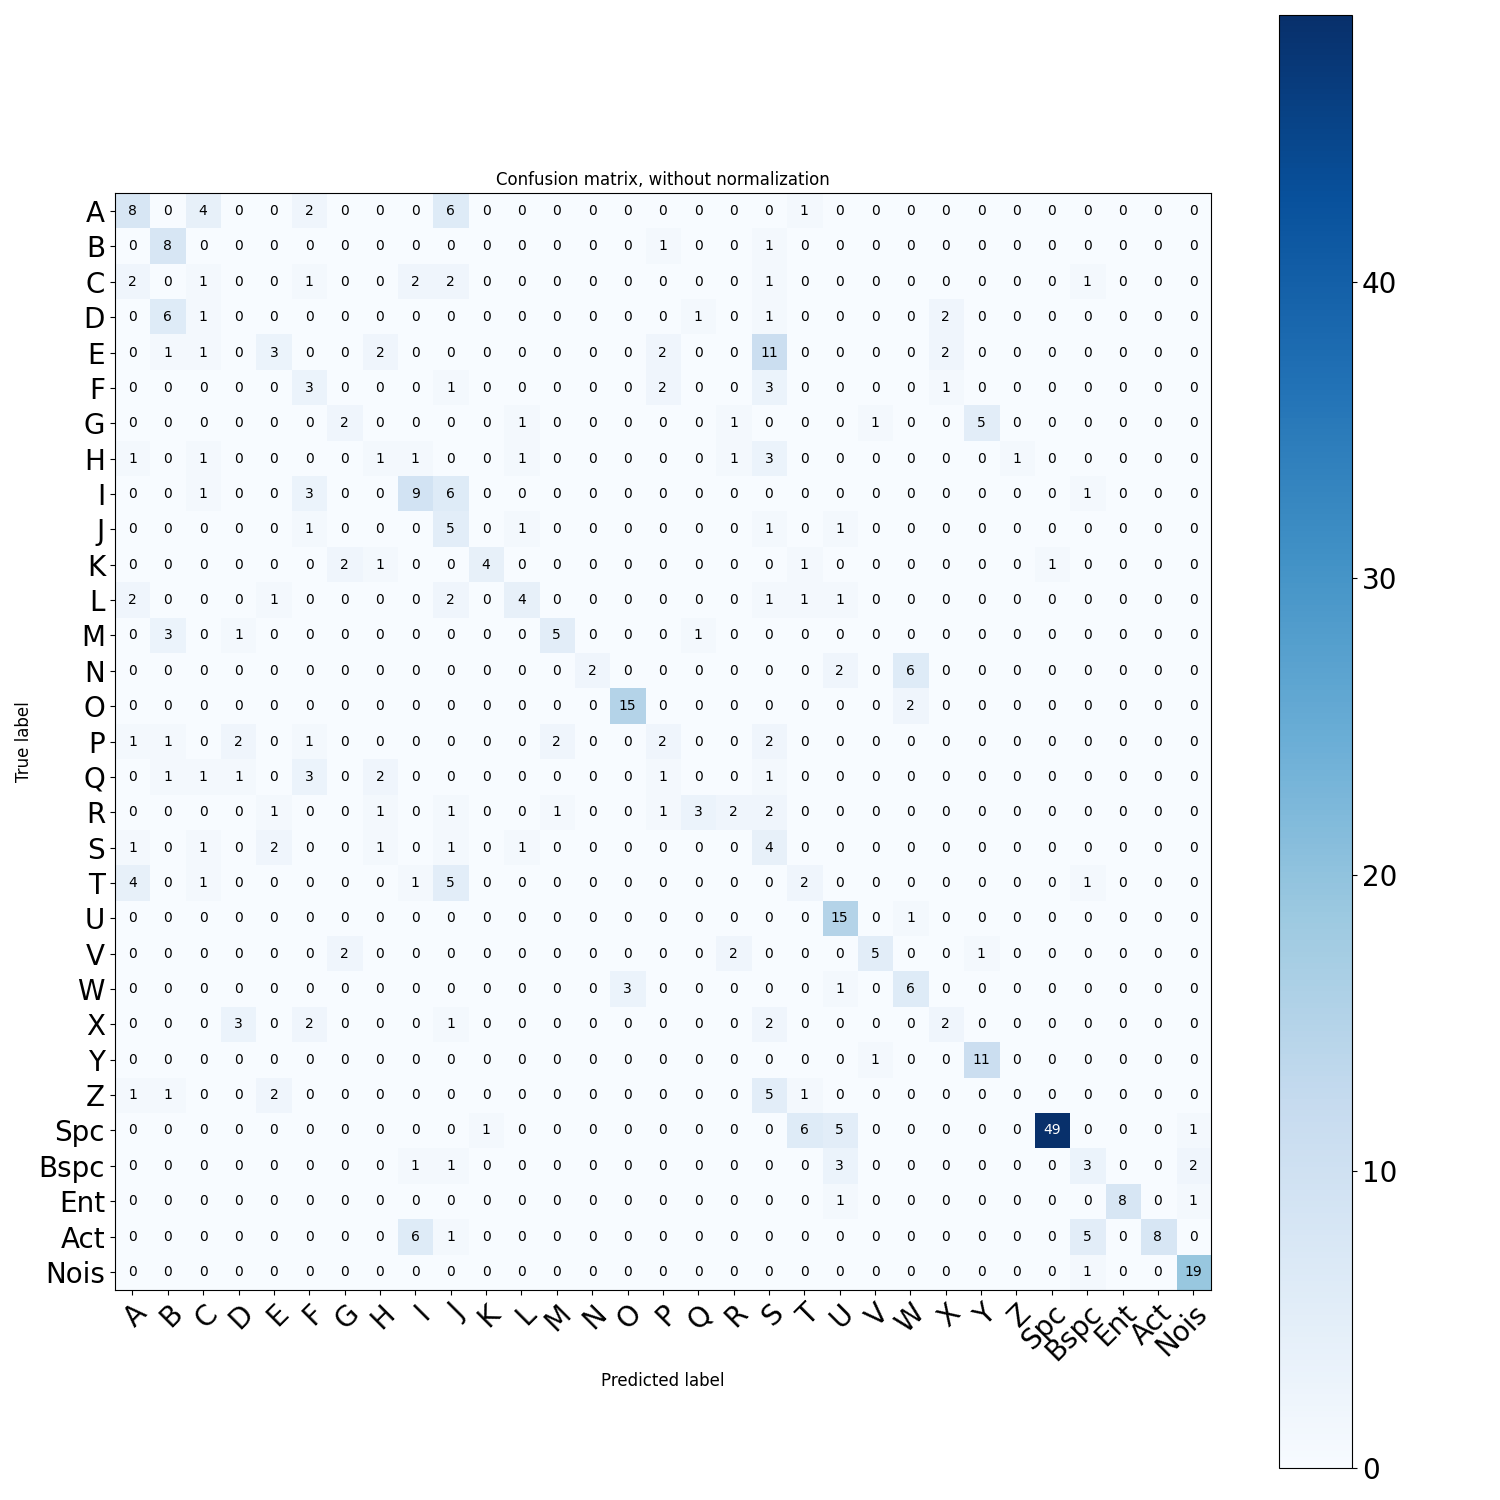 Confusion matrix, without normalization
A 8 0 4 0 0 2 0 0 0 6 0 0 0 0 0 0 0 0 0 1 0 0 0 0 0 0 0 0 0 0 0
B 0 8 0 0 0 0 0 0 0 0 0 0 0 0 0 1 0 0 1 0 0 0 0 0 0 0 0 0 0 0 0
C 2 0 1 0 0 1 0 0 2 2 0 0 0 0 0 0 0 0 1 0 0 0 0 0 0 0 0 1 0 0 0
D 0 6 1 0 0 0 0 0 0 0 0 0 0 0 0 0 1 0 1 0 0 0 0 2 0 0 0 0 0 0 0
E 0 1 1 0 3 0 0 2 0 0 0 0 0 0 0 2 0 0 11 0 0 0 0 2 0 0 0 0 0 0 0
F 0 0 0 0 0 3 0 0 0 1 0 0 0 0 0 2 0 0 3 0 0 0 0 1 0 0 0 0 0 0 0
G 0 0 0 0 0 0 2 0 0 0 0 1 0 0 0 0 0 1 0 0 0 1 0 0 5 0 0 0 0 0 0
H 1 0 1 0 0 0 0 1 1 0 0 1 0 0 0 0 0 1 3 0 0 0 0 0 0 1 0 0 0 0 0
I 0 0 1 0 0 3 0 0 9 6 0 0 0 0 0 0 0 0 0 0 0 0 0 0 0 0 0 1 0 0 0
J 0 0 0 0 0 1 0 0 0 5 0 1 0 0 0 0 0 0 1 0 1 0 0 0 0 0 0 0 0 0 0
K 0 0 0 0 0 0 2 1 0 0 4 0 0 0 0 0 0 0 0 1 0 0 0 0 0 0 1 0 0 0 0
L 2 0 0 0 1 0 0 0 0 2 0 4 0 0 0 0 0 0 1 1 1 0 0 0 0 0 0 0 0 0 0
M 0 3 0 1 0 0 0 0 0 0 0 0 5 0 0 0 1 0 0 0 0 0 0 0 0 0 0 0 0 0 0
N 0 0 0 0 0 0 0 0 0 0 0 0 0 2 0 0 0 0 0 0 2 0 6 0 0 0 0 0 0 0 0
O 0 0 0 0 0 0 0 0 0 0 0 0 0 0 15 0 0 0 0 0 0 0 2 0 0 0 0 0 0 0 0
P 1 1 0 2 0 1 0 0 0 0 0 0 2 0 0 2 0 0 2 0 0 0 0 0 0 0 0 0 0 0 0
Q 0 1 1 1 0 3 0 2 0 0 0 0 0 0 0 1 0 0 1 0 0 0 0 0 0 0 0 0 0 0 0
R 0 0 0 0 1 0 0 1 0 1 0 0 1 0 0 1 3 2 2 0 0 0 0 0 0 0 0 0 0 0 0
S 1 0 1 0 2 0 0 1 0 1 0 1 0 0 0 0 0 0 4 0 0 0 0 0 0 0 0 0 0 0 0
T 4 0 1 0 0 0 0 0 1 5 0 0 0 0 0 0 0 0 0 2 0 0 0 0 0 0 0 1 0 0 0
U 0 0 0 0 0 0 0 0 0 0 0 0 0 0 0 0 0 0 0 0 15 0 1 0 0 0 0 0 0 0 0
V 0 0 0 0 0 0 2 0 0 0 0 0 0 0 0 0 0 2 0 0 0 5 0 0 1 0 0 0 0 0 0
W 0 0 0 0 0 0 0 0 0 0 0 0 0 0 3 0 0 0 0 0 1 0 6 0 0 0 0 0 0 0 0
X 0 0 0 3 0 2 0 0 0 1 0 0 0 0 0 0 0 0 2 0 0 0 0 2 0 0 0 0 0 0 0
Y 0 0 0 0 0 0 0 0 0 0 0 0 0 0 0 0 0 0 0 0 0 1 0 0 11 0 0 0 0 0 0
Z 1 1 0 0 2 0 0 0 0 0 0 0 0 0 0 0 0 0 5 1 0 0 0 0 0 0 0 0 0 0 0
Spc 0 0 0 0 0 0 0 0 0 0 1 0 0 0 0 0 0 0 0 6 5 0 0 0 0 0 49 0 0 0 1
Bspc 0 0 0 0 0 0 0 0 1 1 0 0 0 0 0 0 0 0 0 0 3 0 0 0 0 0 0 3 0 0 2
Ent 0 0 0 0 0 0 0 0 0 0 0 0 0 0 0 0 0 0 0 0 1 0 0 0 0 0 0 0 8 0 1
Act 0 0 0 0 0 0 0 0 6 1 0 0 0 0 0 0 0 0 0 0 0 0 0 0 0 0 0 5 0 8 0
Nois 0 0 0 0 0 0 0 0 0 0 0 0 0 0 0 0 0 0 0 0 0 0 0 0 0 0 0 1 0 0 19
A B C D E F G H I J K L M N O P Q R S T U V W X Y Z Spc Bspc Ent Act Nois
Predicted label
True label
40
30
20
10
0